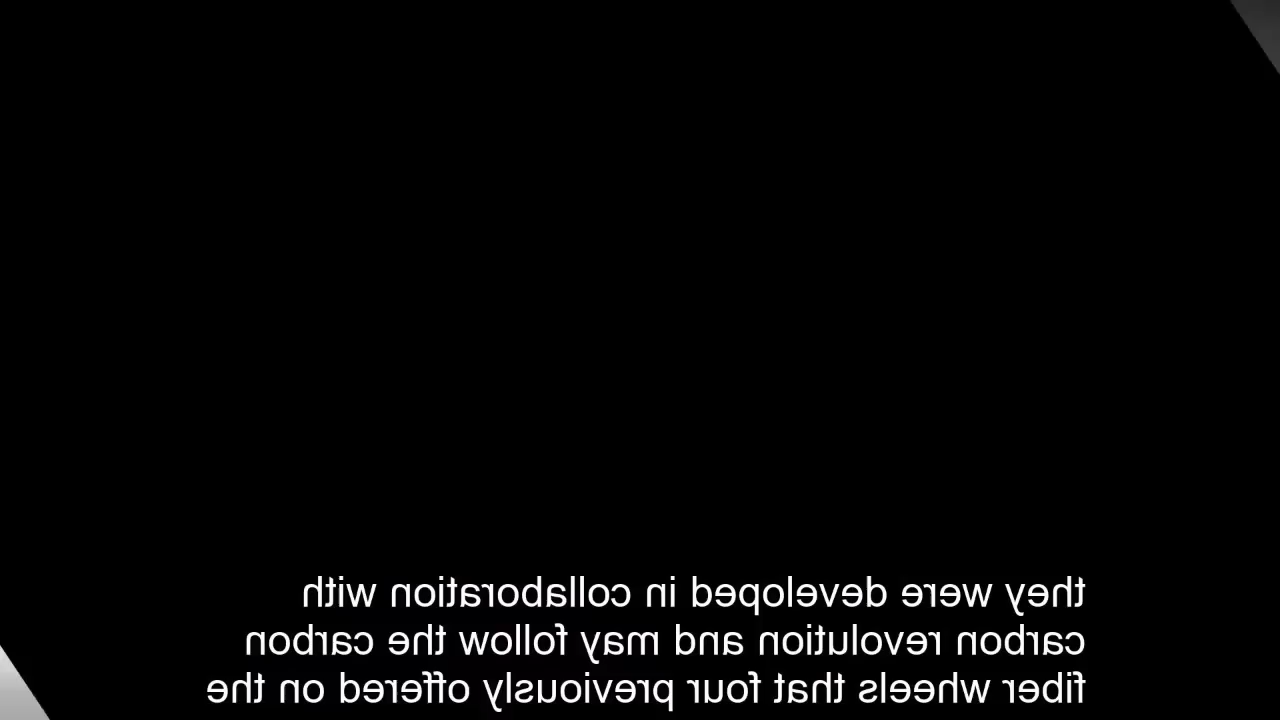 they were developed in collaboration with
carbon revolution and may follow the carbon
fiber wheels that four previously offered on the